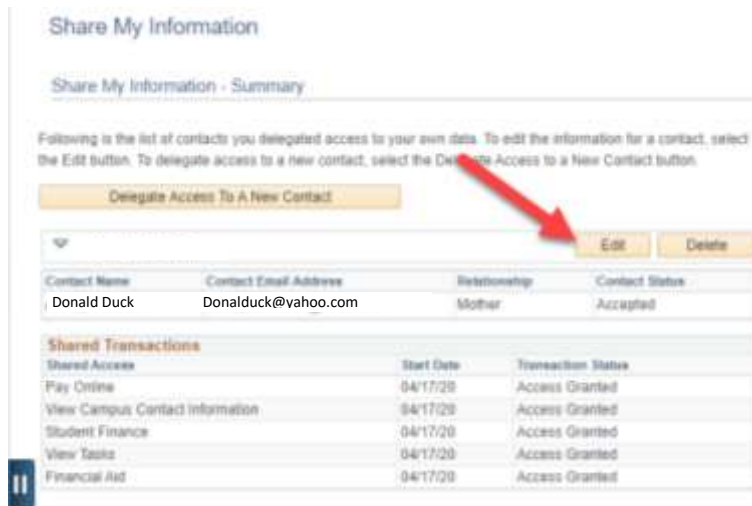 Share My Information
Share My Information - Summary
Following is the list of contacts you delegated access to your own data. To edit the information for a contact, select
the Edit button. To delegate access to a new contact, select the Delegate Access to a New Contact button.
Delegate Access To A New Contact
Edit Delete
Contact Name Contact Email Address Relationship Contact Status
Donald Duck Donalduck@yahoo.com Mother Accepted
Shared Transactions
Shared Access Start Date Transaction Status
Pay Online 04/17/20 Access Granted
View Campus Contact Information 04/17/20 Access Granted
Student Finance 04/17/20 Access Granted
View Tasks 04/17/20 Access Granted
Financial Aid 04/17/20 Access Granted